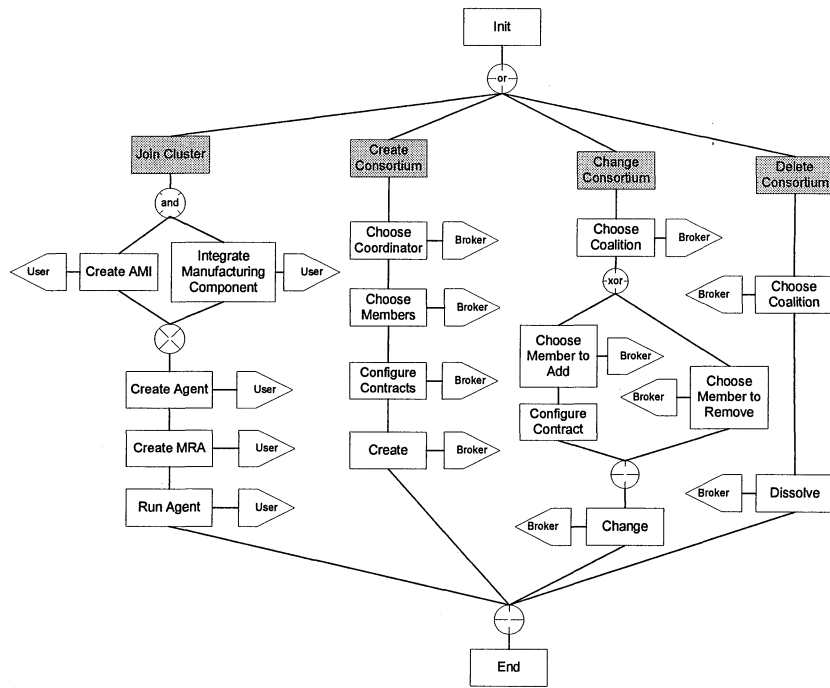 Init
or
Join Cluster
Create
Consortium
Change
Consortium
Delete
Consortium
and
Choose
Coordinator
Broker
Choose
Coalition
Broker
User
Create AMI
Integrate
Manufacturing
Component
User
xor
Broker
Choose
Coalition
Choose
Members
Broker
Choose
Member to
Add
Broker
Create Agent
User
Configure
Contracts
Broker
Configure
Contract
Broker
Choose
Member to
Remove
Create MRA
User
Create
Broker
Run Agent
User
Broker
Change
Broker
Dissolve
End